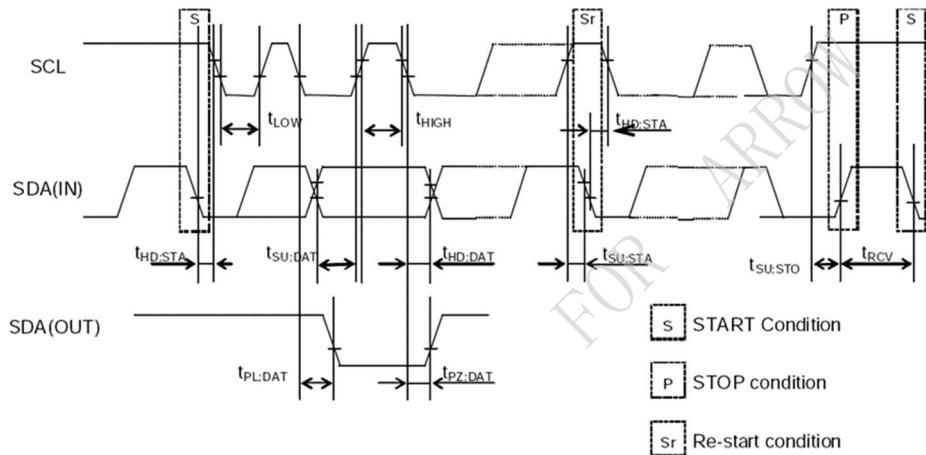 S Sr P S
SCL
tLOW tHIGH tHD:STA
SDA(IN)
tHD:STA tSU:DAT tHD:DAT tSU:STA tSU:STO tRCV
SDA(OUT)
tPL:DAT tPZ:DAT
S START Condition
P STOP condition
Sr Re-start condition
FOR ARROW